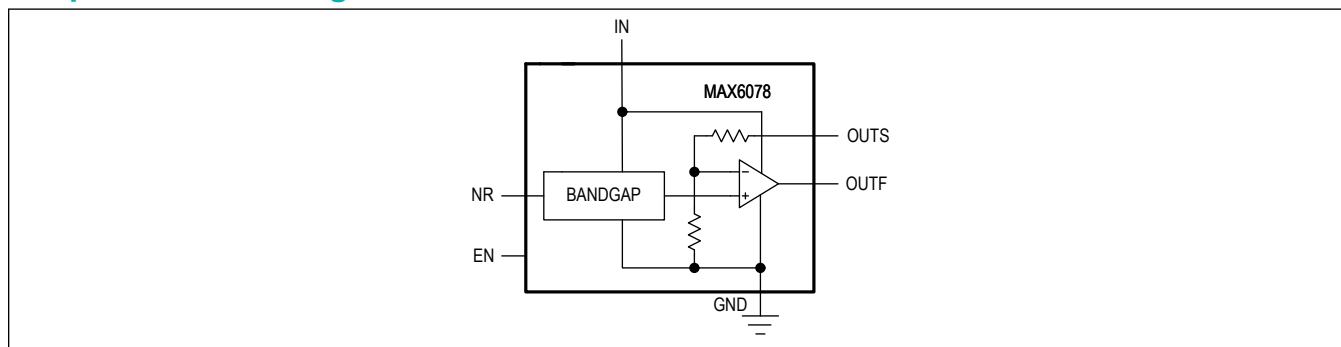 IN
MAX6078
OUTS
−
NR
BANDGAP
+
OUTF
EN
GND